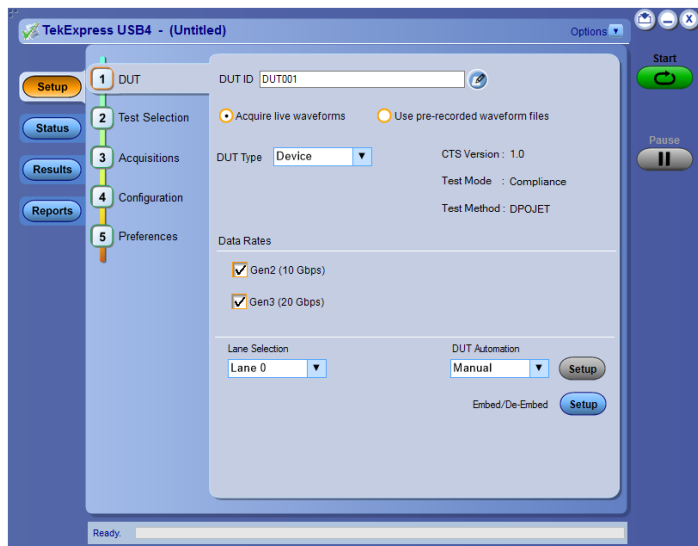 TekExpress USB4 - (Untitled)
Options
Start
Pause
Setup
Status
Results
Reports
1 DUT
2 Test Selection
3 Acquisitions
4 Configuration
5 Preferences
DUT ID DUT001
Acquire live waveforms Use pre-recorded waveform files
DUT Type Device
CTS Version : 1.0
Test Mode : Compliance
Test Method : DPOJET
Data Rates
Gen2 (10 Gbps)
Gen3 (20 Gbps)
Lane Selection
Lane 0
DUT Automation
Manual Setup
Embed/De-Embed Setup
Ready.